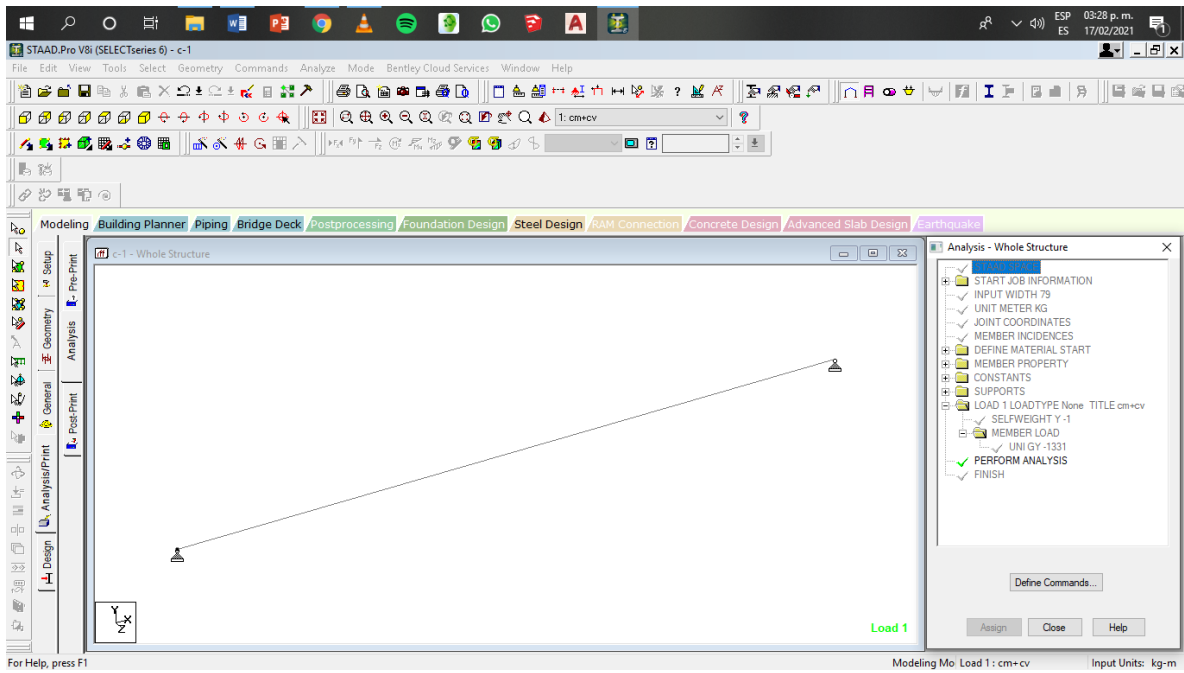 ESP
ES
03:28 p. m.
17/02/2021
STAAD.Pro V8i (SELECTseries 6) - c-1
File Edit View Tools Select Geometry Commands Analyze Mode Bentley Cloud Services Window Help
1: cm+cv
Modeling Building Planner Piping Bridge Deck Postprocessing Foundation Design Steel Design RAM Connection Concrete Design Advanced Slab Design Earthquake
Setup
Geometry
General
Analysis/Print
Design
Pre-Print
Analysis
Post-Print
c-1 - Whole Structure
Y
X
Z
Load 1
Analysis - Whole Structure
STAAD SPACE
START JOB INFORMATION
INPUT WIDTH 79
UNIT METER KG
JOINT COORDINATES
MEMBER INCIDENCES
DEFINE MATERIAL START
MEMBER PROPERTY
CONSTANTS
SUPPORTS
LOAD 1 LOADTYPE None TITLE cm+cv
SELFWEIGHT Y -1
MEMBER LOAD
UNI GY -1331
PERFORM ANALYSIS
FINISH
Define Commands...
Assign Close Help
For Help, press F1
Modeling Mo Load 1 : cm+cv Input Units: kg-m